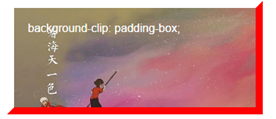 background-clip: padding-box;
碧海天一色